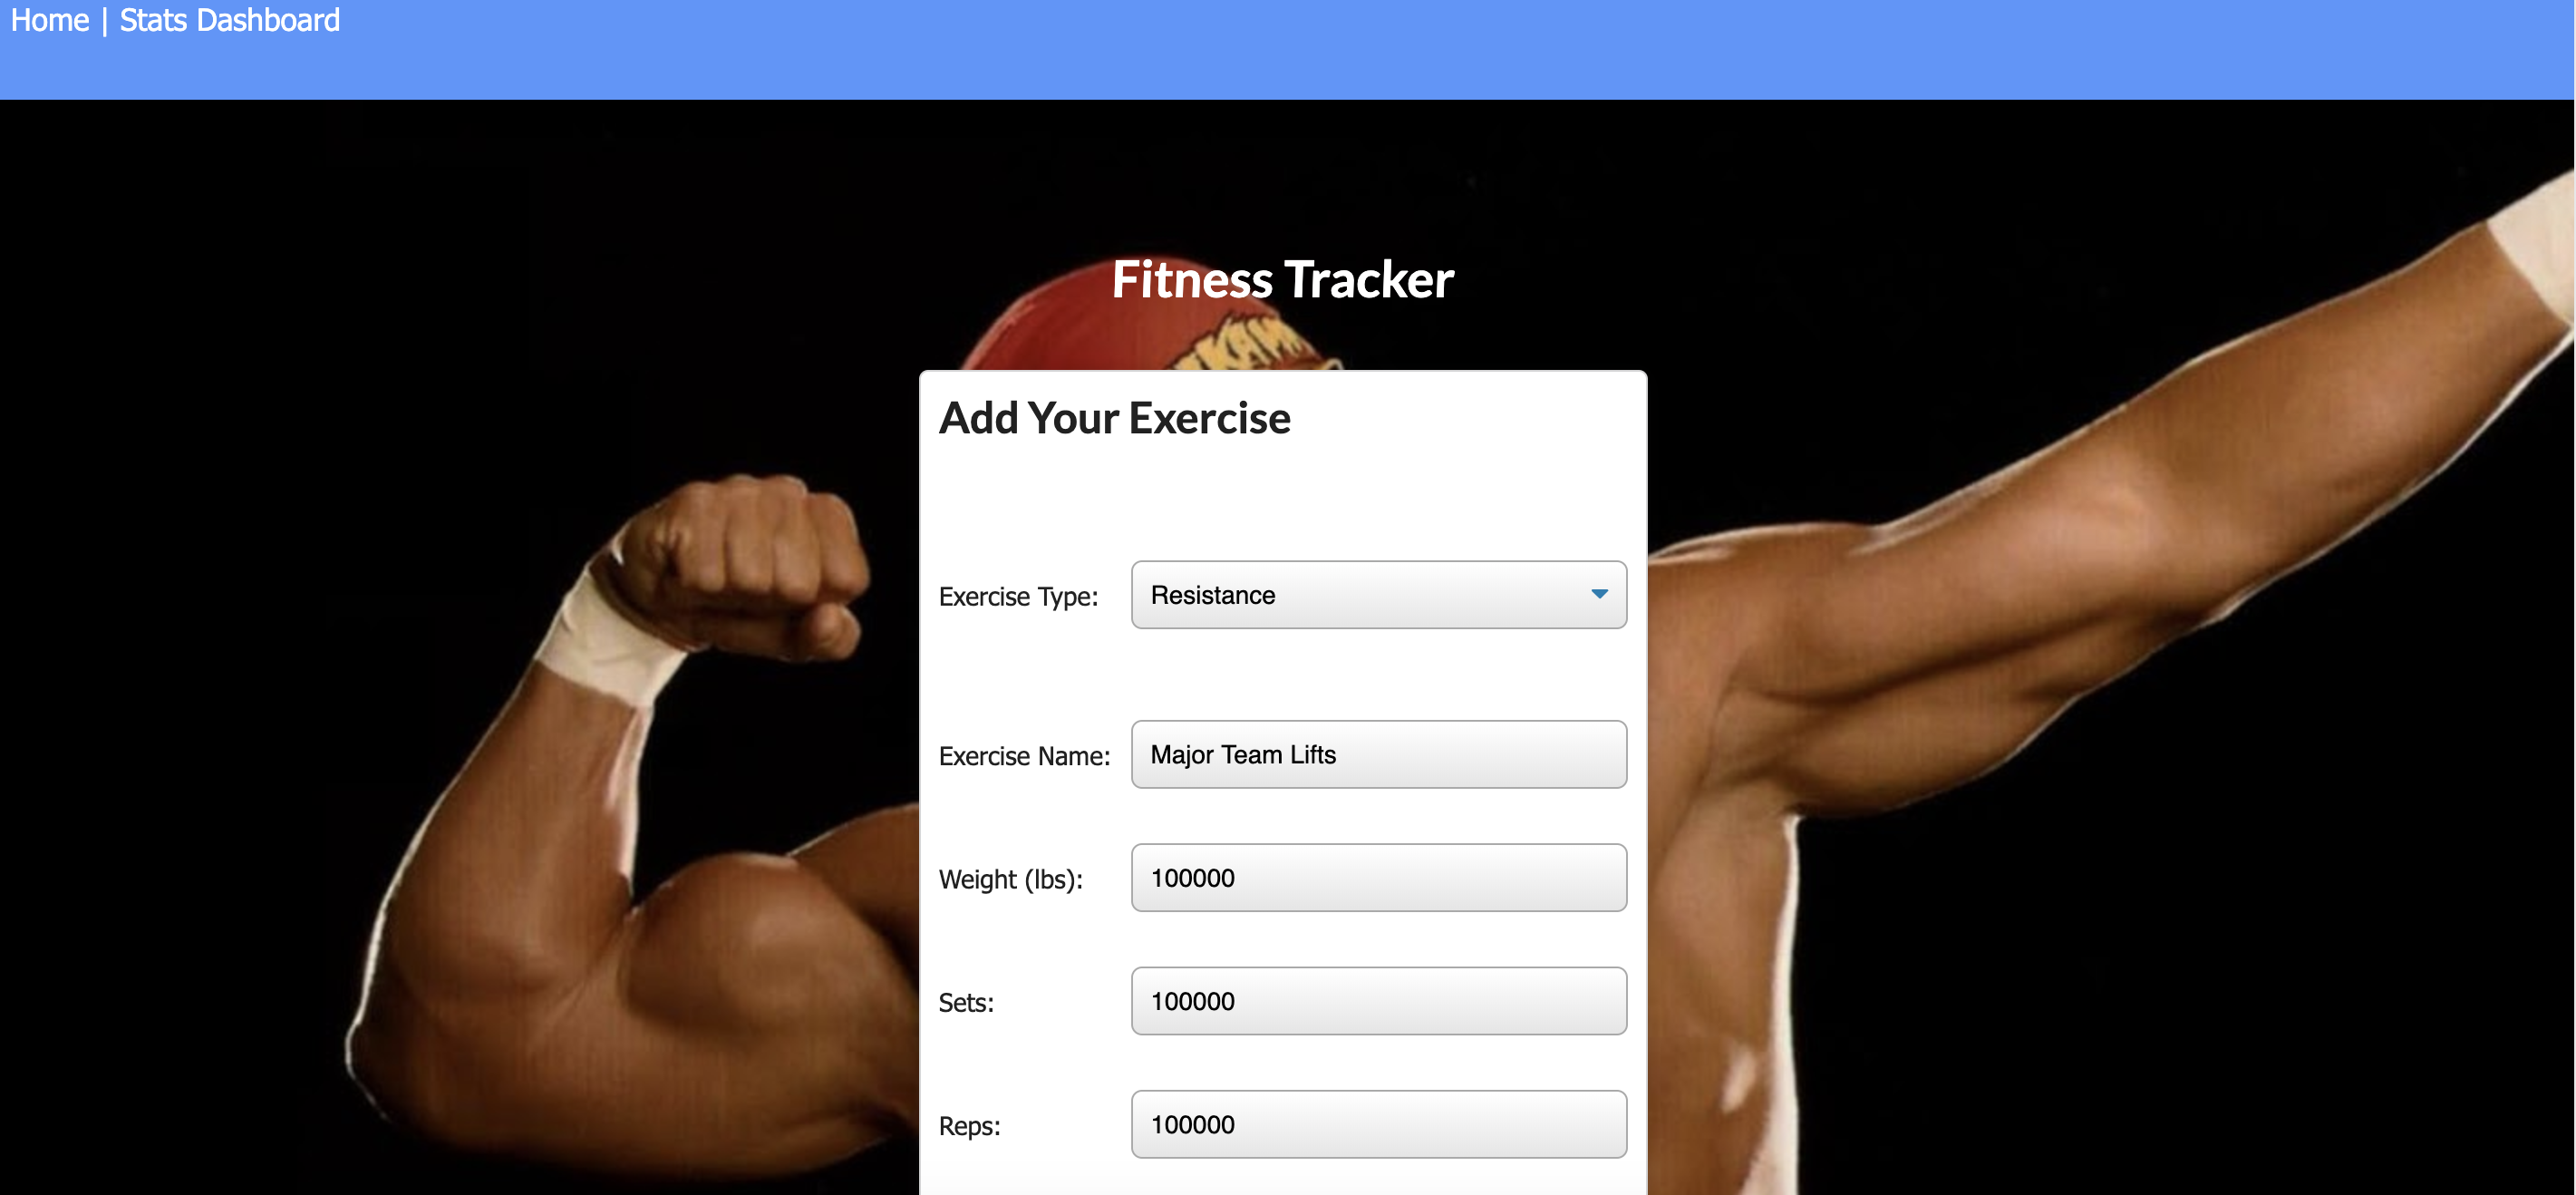 Home | Stats Dashboard
Fitness Tracker
Add Your Exercise
Exercise Type: Resistance
Exercise Name: Major Team Lifts
Weight (lbs): 100000
Sets: 100000
Reps: 100000